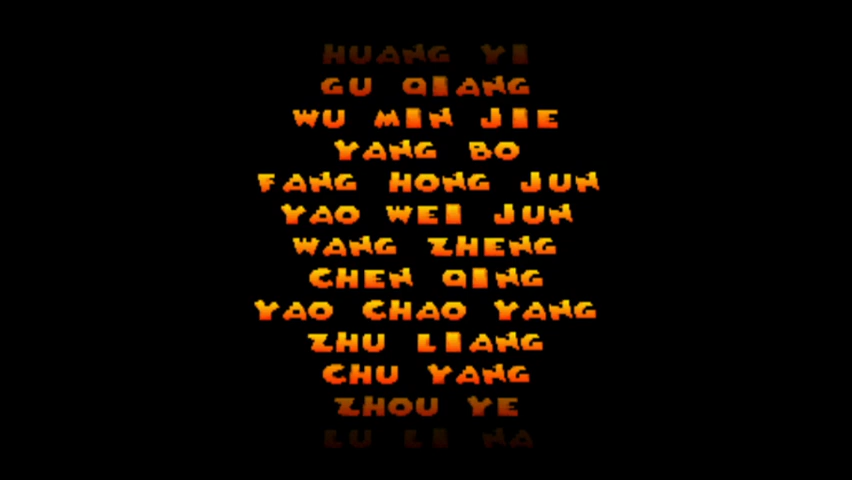 HUANG YI
GU QIANG
WU MIN JIE
YANG BO
FANG HONG JUN
YAO WEI JUN
WANG ZHENG
CHEN QING
YAO CHAO YANG
ZHU LIANG
CHU YANG
ZHOU YE
LU LI NA